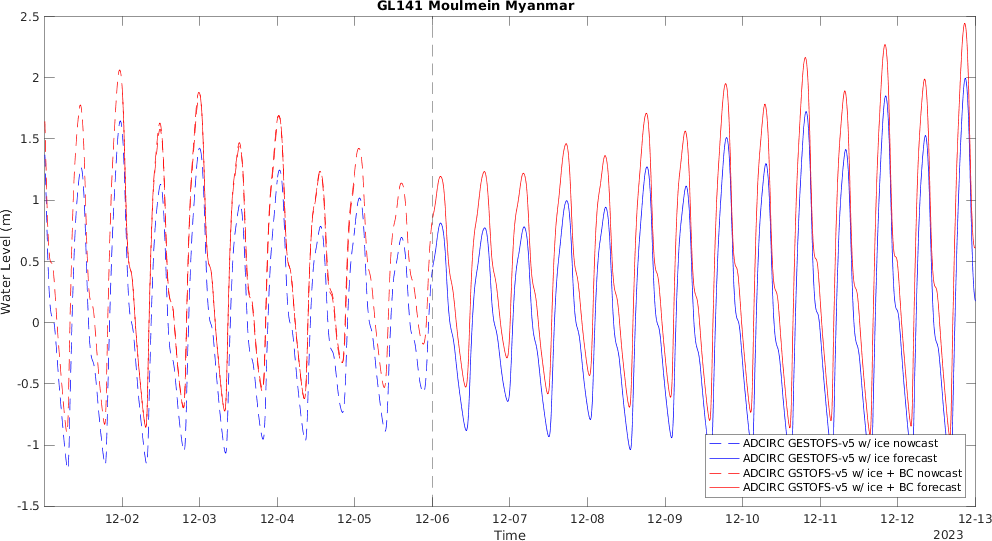 GL141 Moulmein Myanmar
Water Level (m)
2.5
2
1.5
1
0.5
0
-0.5
-1
-1.5
ADCIRC GESTOFS-v5 w/ ice nowcast
ADCIRC GESTOFS-v5 w/ ice forecast
ADCIRC GSTOFS-v5 w/ ice + BC nowcast
ADCIRC GSTOFS-v5 w/ ice + BC forecast
12-02 12-03 12-04 12-05 12-06 12-07 12-08 12-09 12-10 12-11 12-12 12-13
Time
2023